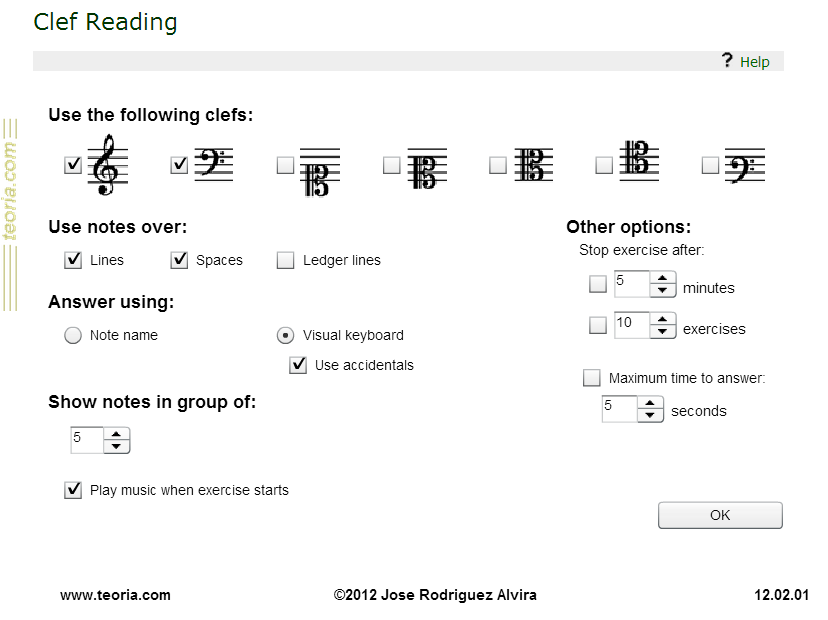 Clef Reading
? Help
teoria.com
Use the following clefs:
Use notes over:
Lines
Spaces
Ledger lines
Answer using:
Note name
Visual keyboard
Use accidentals
Show notes in group of:
5
Play music when exercise starts
Other options:
Stop exercise after:
5 minutes
10 exercises
Maximum time to answer:
5 seconds
OK
www.teoria.com
©2012 Jose Rodriguez Alvira
12.02.01